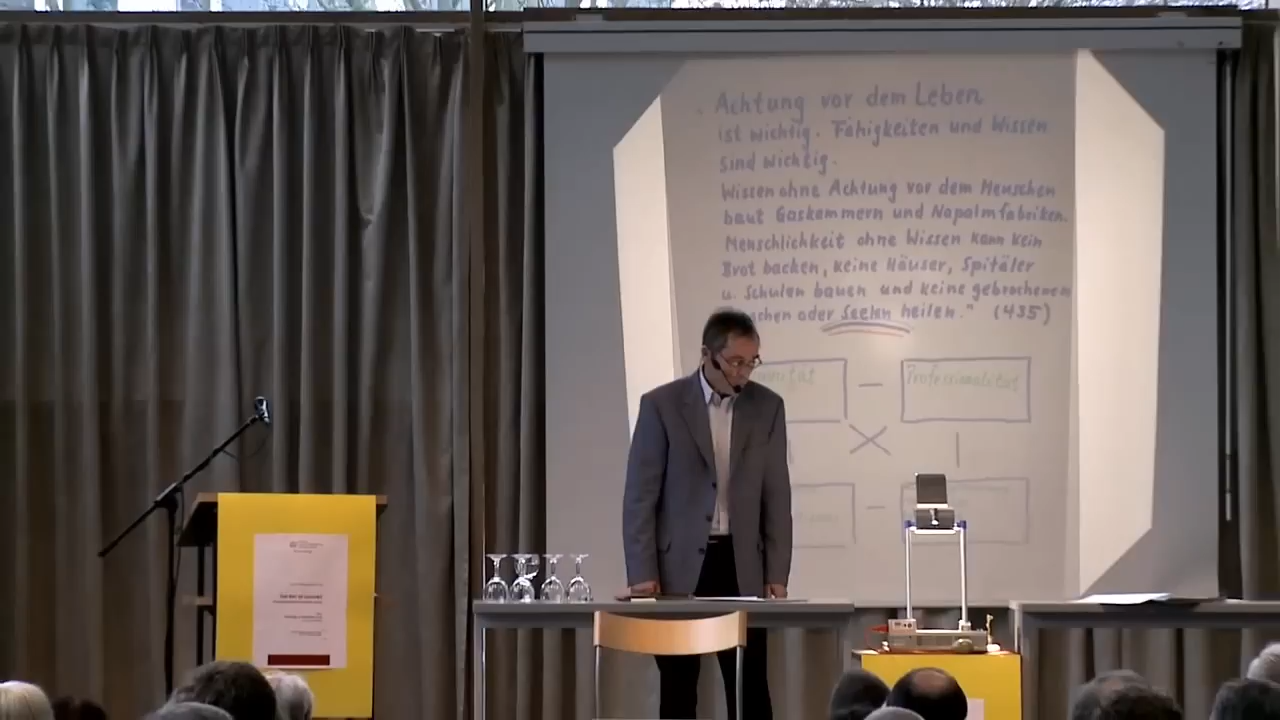 Achtung vor dem Leben
ist wichtig. Fähigkeiten und Wissen
sind wichtig.
Wissen ohne Achtung vor dem Menschen
baut Gaskammern und Napalmfabriken.
Menschlichkeit ohne Wissen kann kein
Brot backen, keine Häuser, Spitäler
u. Schulen bauen und keine gebrochenen
oder Seelen heilen." (435)
Professionalität